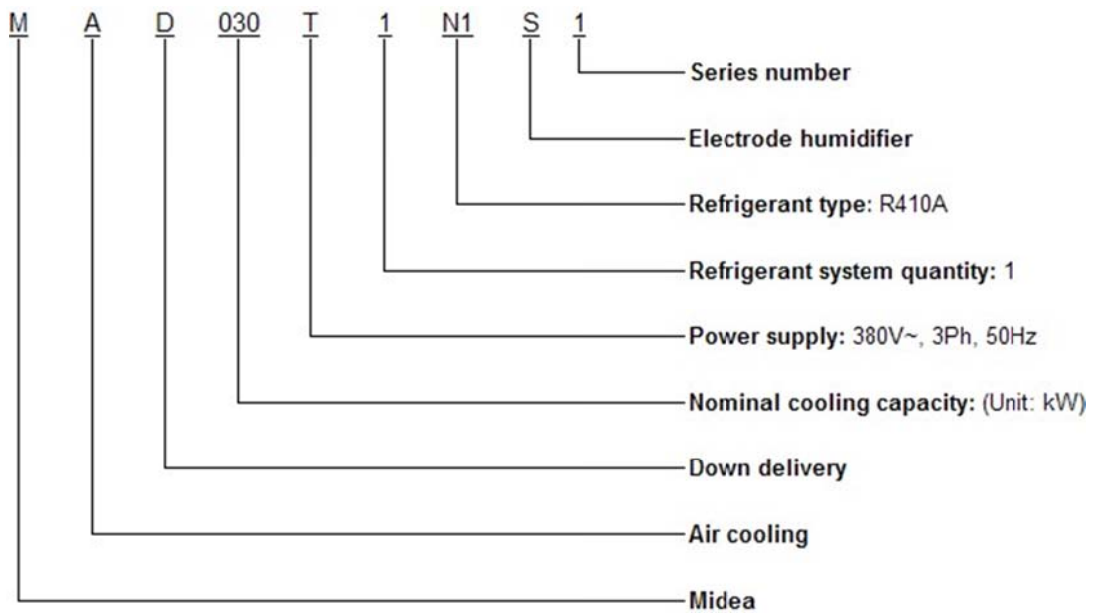 M A D 030 T 1 N1 S 1
Series number
Electrode humidifier
Refrigerant type: R410A
Refrigerant system quantity: 1
Power supply: 380V~, 3Ph, 50Hz
Nominal cooling capacity: (Unit: kW)
Down delivery
Air cooling
Midea